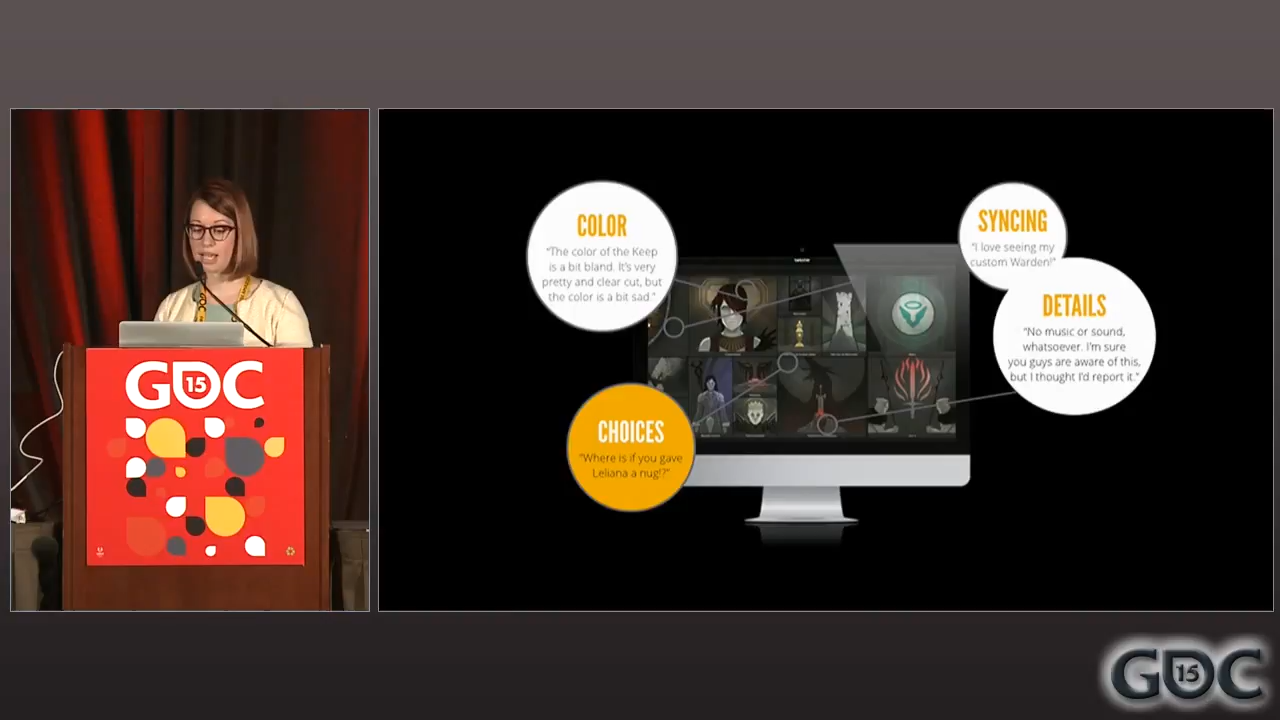 COLOR
"The color of the Keep
is a bit bland. It's very
pretty and clear cut, but
the color is a bit sad."
SYNCING
"I love seeing my
custom Warden!"
DETAILS
"No music or sound,
whatsoever. I'm sure
you guys are aware of this,
but I thought I'd report it."
CHOICES
"Where is if you gave
Leliana a nug!?"
GDC
15
GDC
15